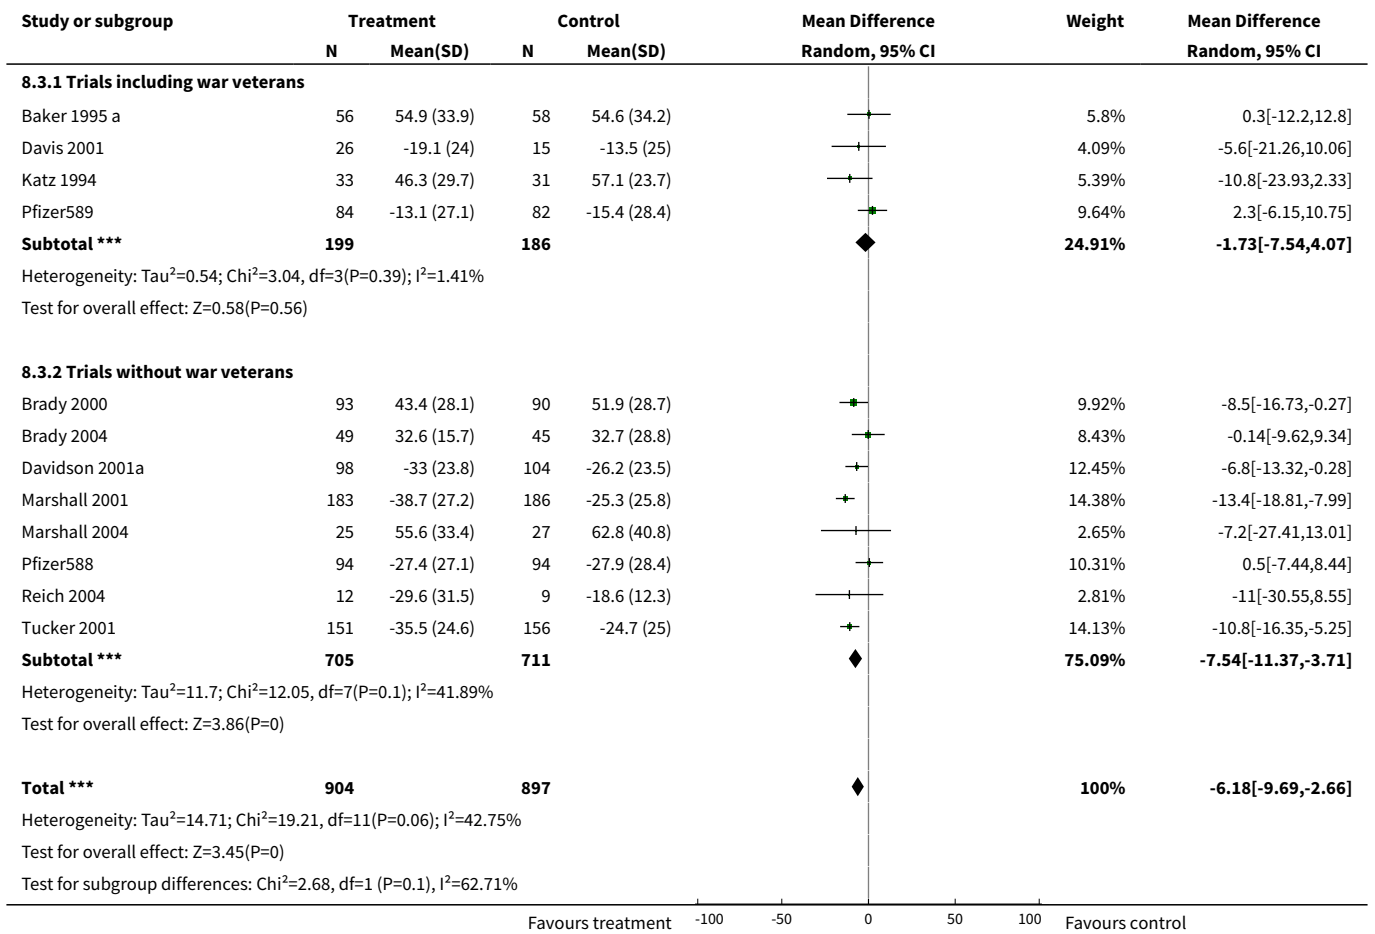 Study or subgroup Treatment Control Mean Difference Weight Mean Difference
N Mean(SD) N Mean(SD) Random, 95% CI Random, 95% CI
8.3.1 Trials including war veterans
Baker 1995 a 56 54.9 (33.9) 58 54.6 (34.2) 5.8% 0.3[-12.2,12.8]
Davis 2001 26 -19.1 (24) 15 -13.5 (25) 4.09% -5.6[-21.26,10.06]
Katz 1994 33 46.3 (29.7) 31 57.1 (23.7) 5.39% -10.8[-23.93,2.33]
Pfizer589 84 -13.1 (27.1) 82 -15.4 (28.4) 9.64% 2.3[-6.15,10.75]
Subtotal *** 199 186 24.91% -1.73[-7.54,4.07]
Heterogeneity: Tau²=0.54; Chi²=3.04, df=3(P=0.39); I²=1.41%
Test for overall effect: Z=0.58(P=0.56)
8.3.2 Trials without war veterans
Brady 2000 93 43.4 (28.1) 90 51.9 (28.7) 9.92% -8.5[-16.73,-0.27]
Brady 2004 49 32.6 (15.7) 45 32.7 (28.8) 8.43% -0.14[-9.62,9.34]
Davidson 2001a 98 -33 (23.8) 104 -26.2 (23.5) 12.45% -6.8[-13.32,-0.28]
Marshall 2001 183 -38.7 (27.2) 186 -25.3 (25.8) 14.38% -13.4[-18.81,-7.99]
Marshall 2004 25 55.6 (33.4) 27 62.8 (40.8) 2.65% -7.2[-27.41,13.01]
Pfizer588 94 -27.4 (27.1) 94 -27.9 (28.4) 10.31% 0.5[-7.44,8.44]
Reich 2004 12 -29.6 (31.5) 9 -18.6 (12.3) 2.81% -11[-30.55,8.55]
Tucker 2001 151 -35.5 (24.6) 156 -24.7 (25) 14.13% -10.8[-16.35,-5.25]
Subtotal *** 705 711 75.09% -7.54[-11.37,-3.71]
Heterogeneity: Tau²=11.7; Chi²=12.05, df=7(P=0.1); I²=41.89%
Test for overall effect: Z=3.86(P=0)
Total *** 904 897 100% -6.18[-9.69,-2.66]
Heterogeneity: Tau²=14.71; Chi²=19.21, df=11(P=0.06); I²=42.75%
Test for overall effect: Z=3.45(P=0)
Test for subgroup differences: Chi²=2.68, df=1 (P=0.1), I²=62.71%
Favours treatment -100 -50 0 50 100 Favours control